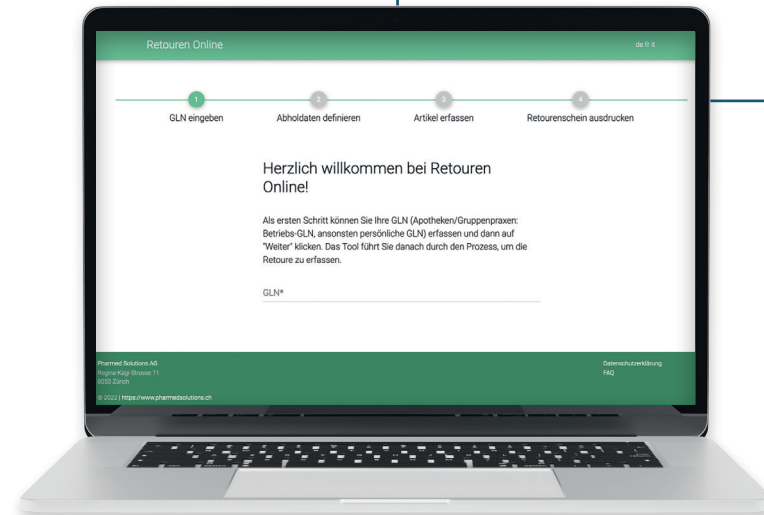 Retouren Online
de fr it
1
2
3
4
GLN eingeben
Abholdaten definieren
Artikel erfassen
Retourenschein ausdrucken
Herzlich willkommen bei Retouren
Online!
Als ersten Schritt können Sie Ihre GLN (Apotheken/Gruppenpraxen:
Betriebs-GLN, ansonsten persönliche GLN) erfassen und dann auf
"Weiter" klicken. Das Tool führt Sie danach durch den Prozess, um die
Retoure zu erfassen.
GLN*
Pharmed Solutions AG
Regina-Kägi-Strasse 11
8050 Zürich
© 2022 | https://www.pharmedsolutions.ch
Datenschutzerklärung
FAQ